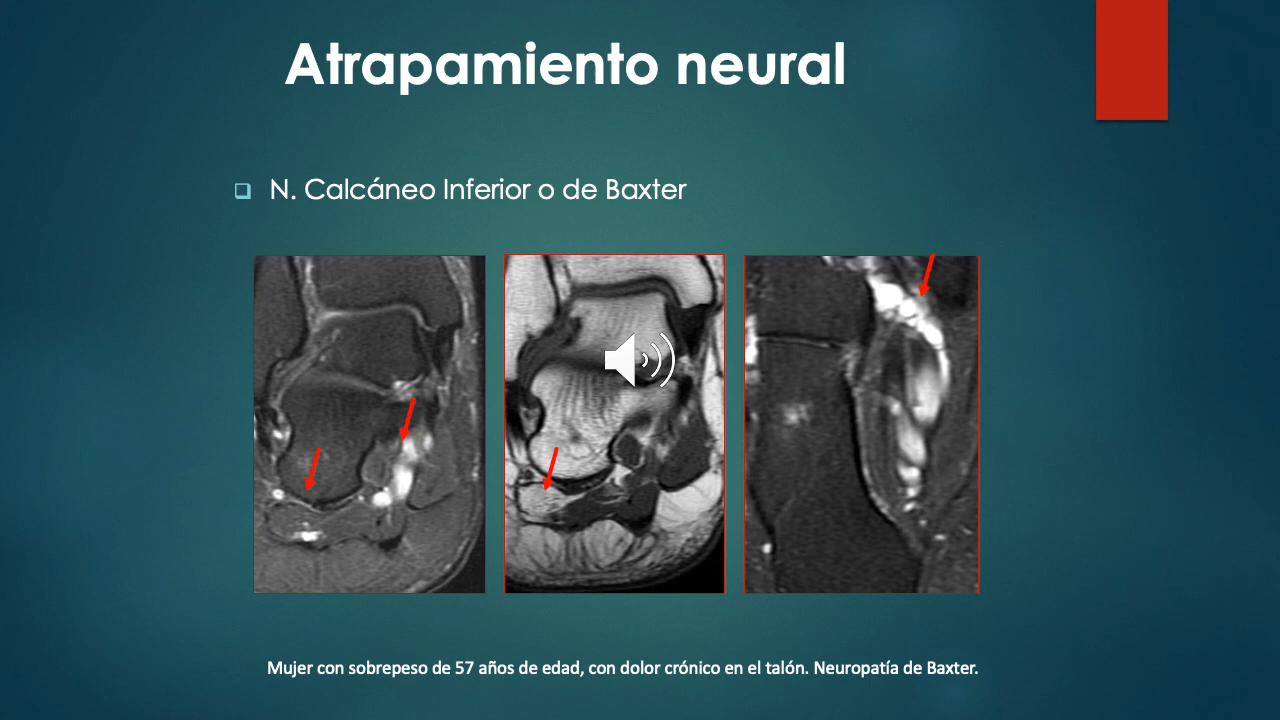 Atrapamiento neural
N. Calcáneo Inferior o de Baxter
Mujer con sobrepeso de 57 años de edad, con dolor crónico en el talón. Neuropatía de Baxter.